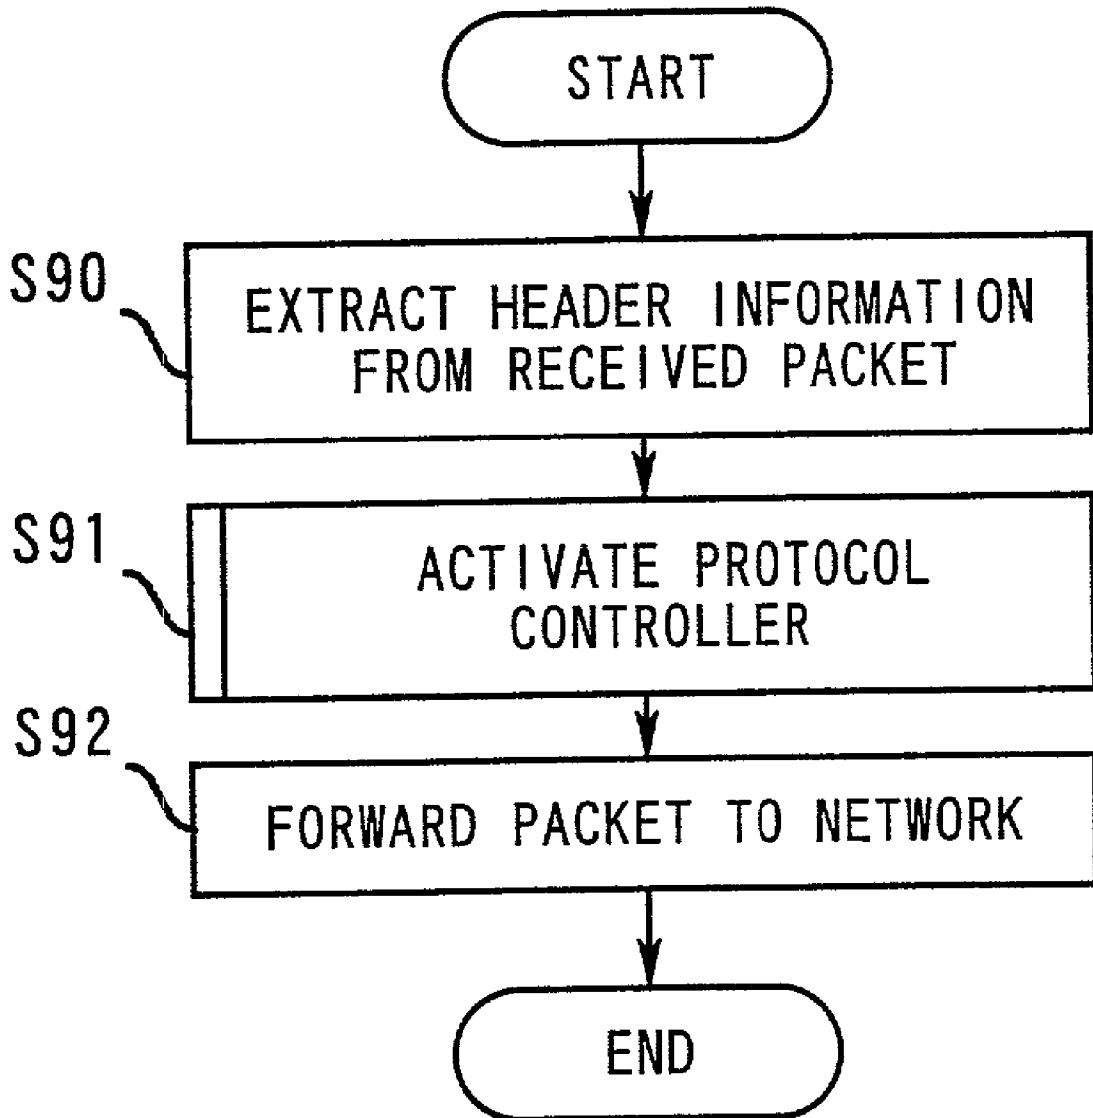 START
S90
EXTRACT HEADER INFORMATION
FROM RECEIVED PACKET
S91
ACTIVATE PROTOCOL
CONTROLLER
S92
FORWARD PACKET TO NETWORK
END